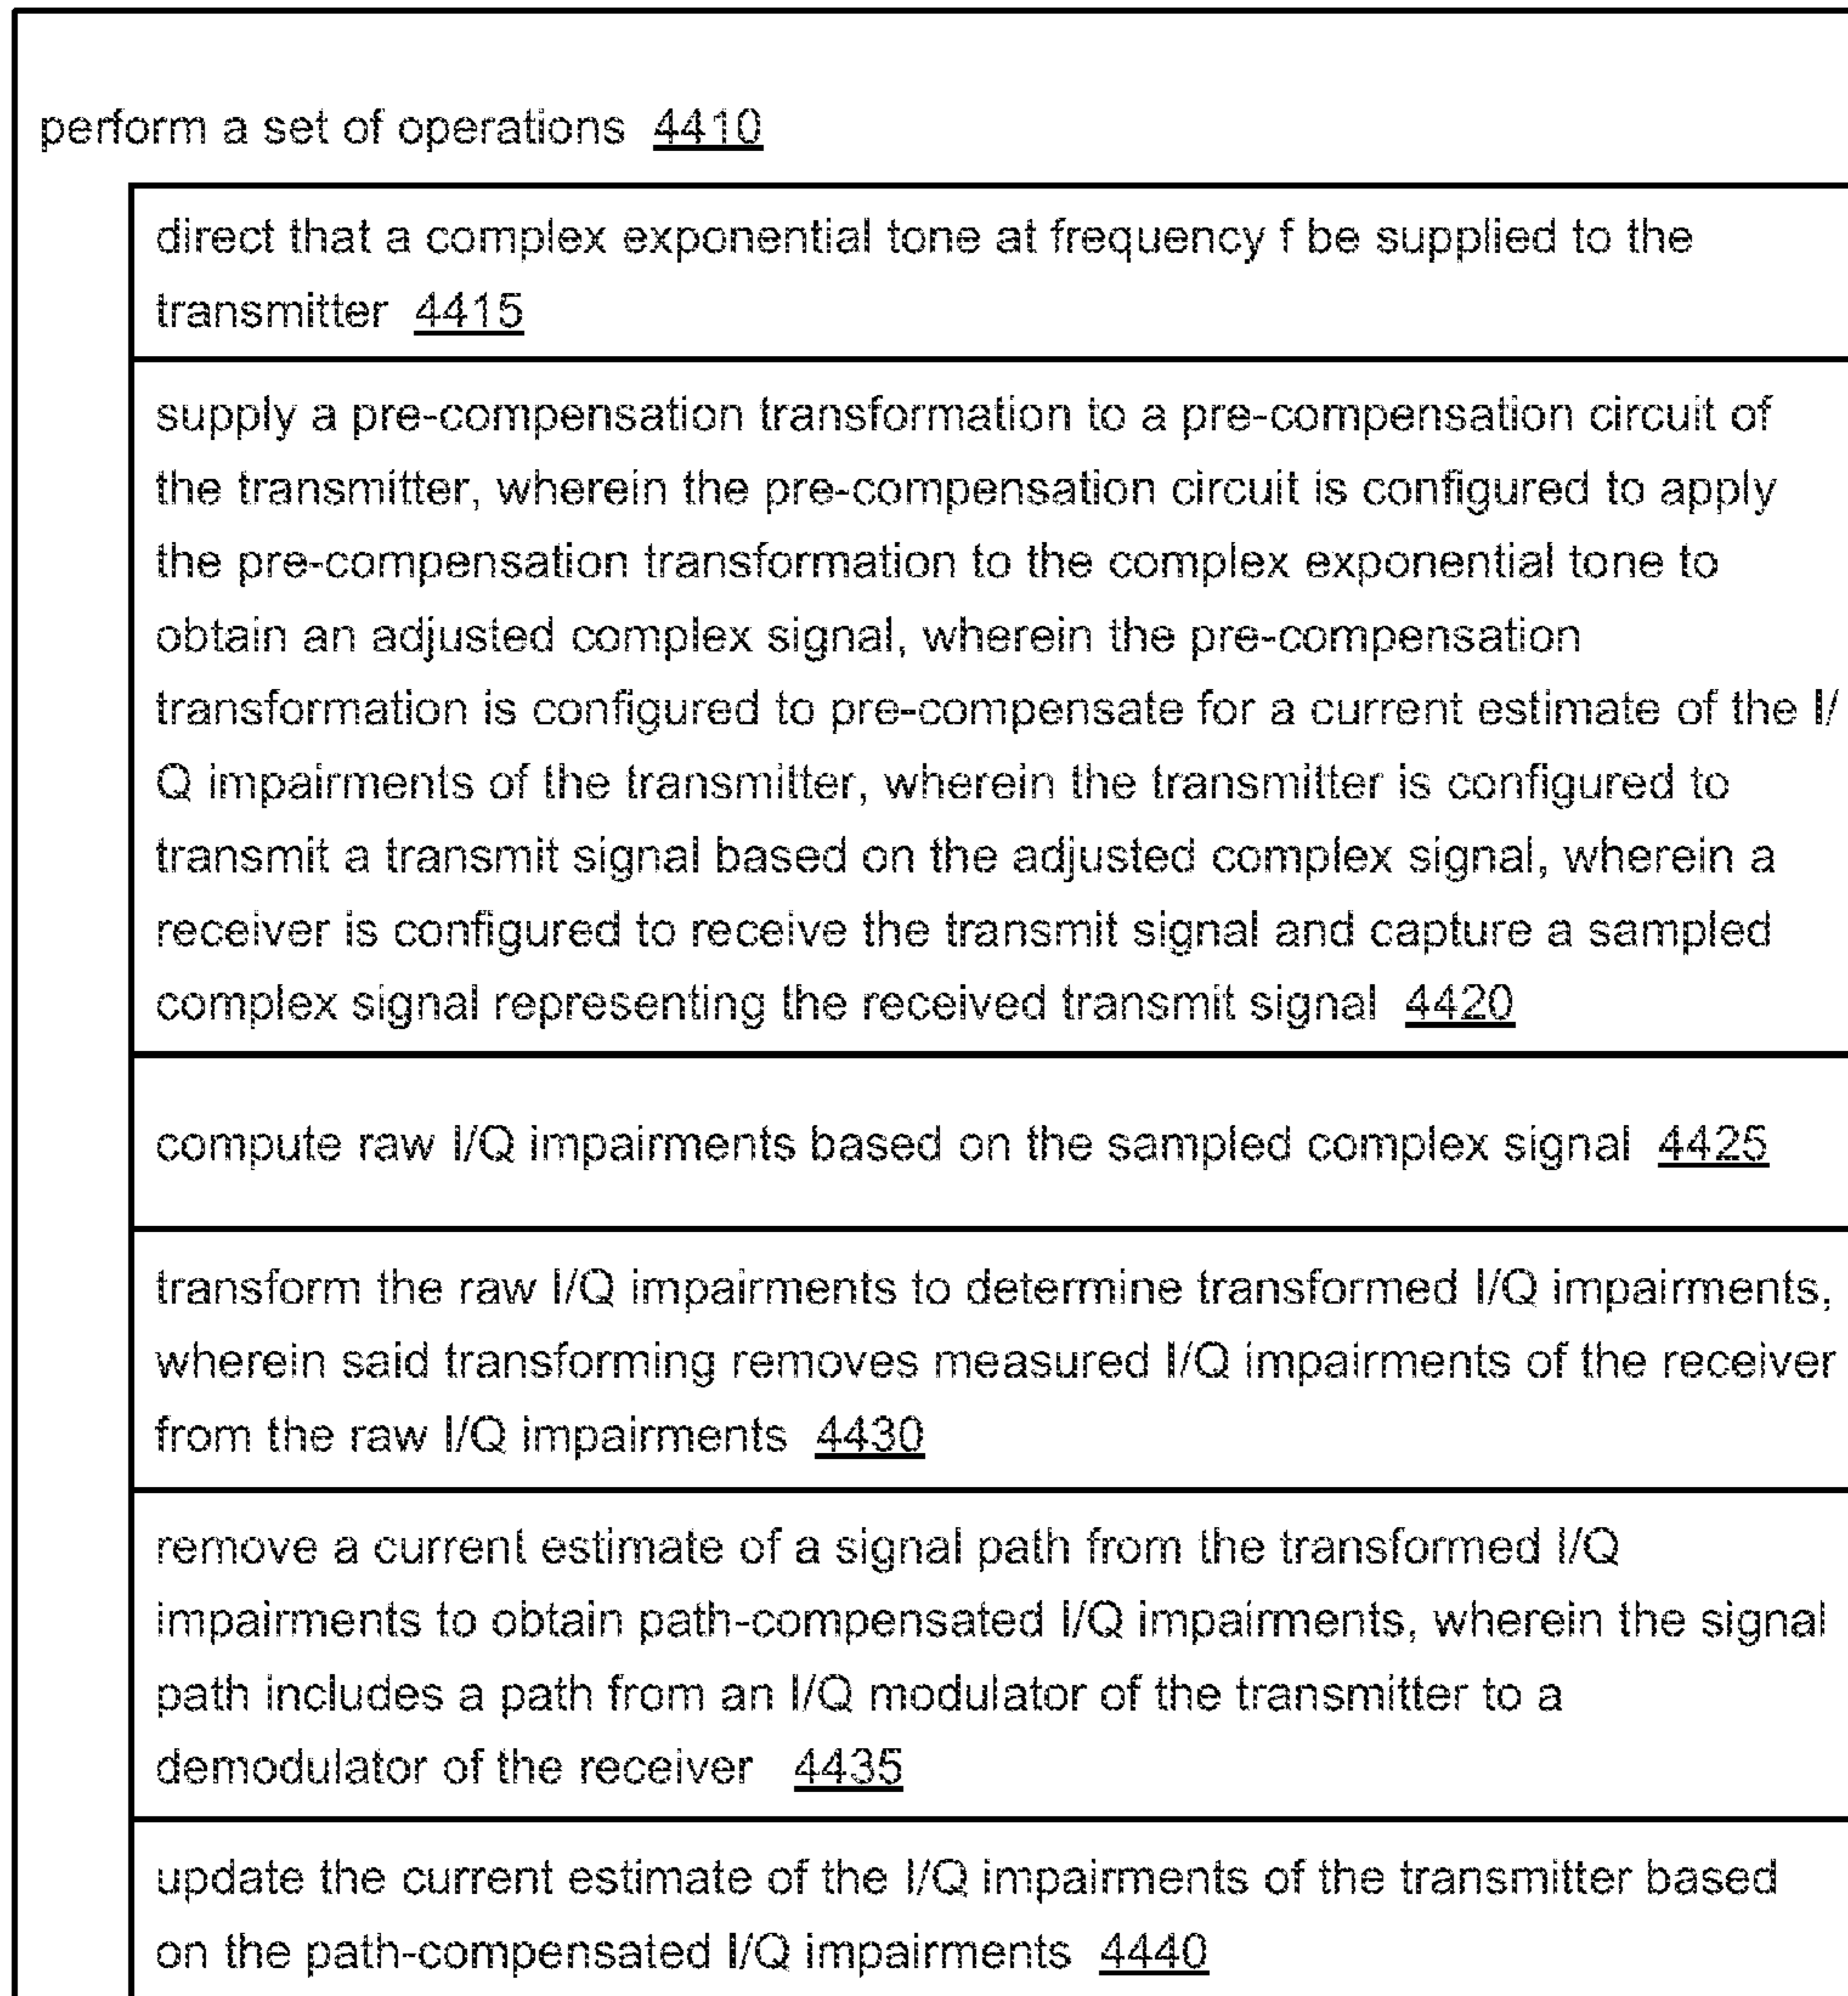 perform a set of operations 4410
direct that a complex exponential tone at frequency f be supplied to the
transmitter 4415
supply a pre-compensation transformation to a pre-compensation circuit of
the transmitter, wherein the pre-compensation circuit is configured to apply
the pre-compensation transformation to the complex exponential tone to
obtain an adjusted complex signal, wherein the pre-compensation
transformation is configured to pre-compensate for a current estimate of the I/
Q impairments of the transmitter, wherein the transmitter is configured to
transmit a transmit signal based on the adjusted complex signal, wherein a
receiver is configured to receive the transmit signal and capture a sampled
complex signal representing the received transmit signal 4420
compute raw I/Q impairments based on the sampled complex signal 4425
transform the raw I/Q impairments to determine transformed I/Q impairments,
wherein said transforming removes measured I/Q impairments of the receiver
from the raw I/Q impairments 4430
remove a current estimate of a signal path from the transformed I/Q
impairments to obtain path-compensated I/Q impairments, wherein the signal
path includes a path from an I/Q modulator of the transmitter to a
demodulator of the receiver 4435
update the current estimate of the I/Q impairments of the transmitter based
on the path-compensated I/Q impairments 4440